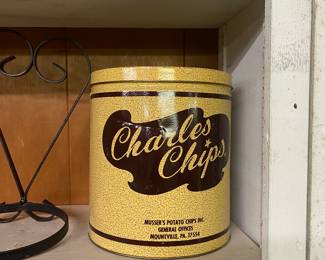 Charles
Chips.
MUSSER'S POTATO CHIPS INC.
GENERAL OFFICES
MOUNTVILLE, PA. 17554